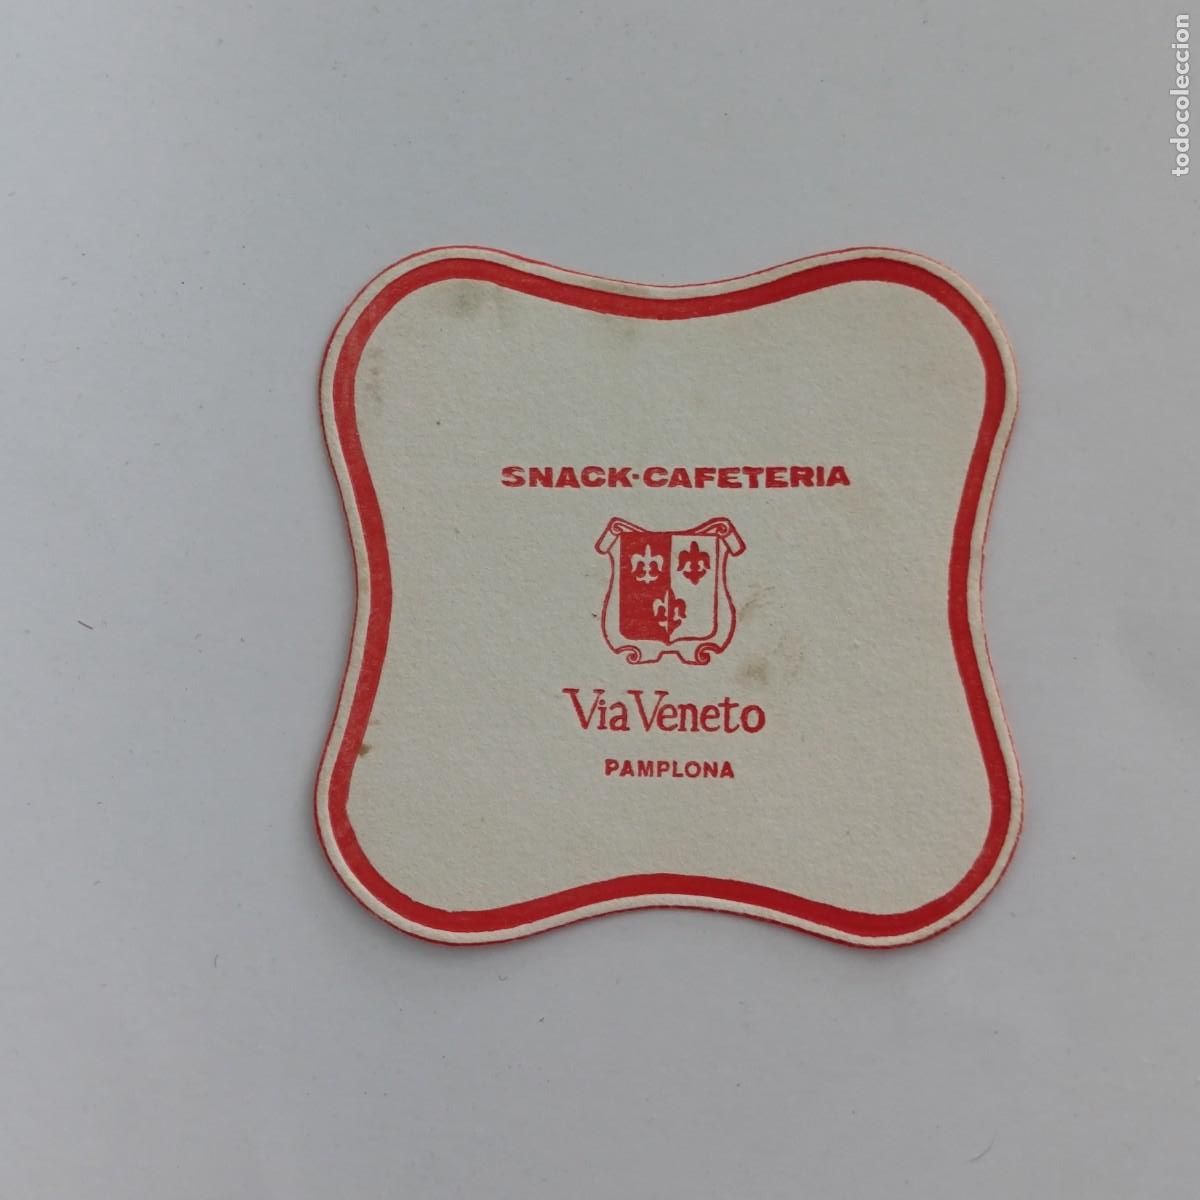 todocoleccion
SNACK-CAFETERIA
Via Veneto
PAMPLONA